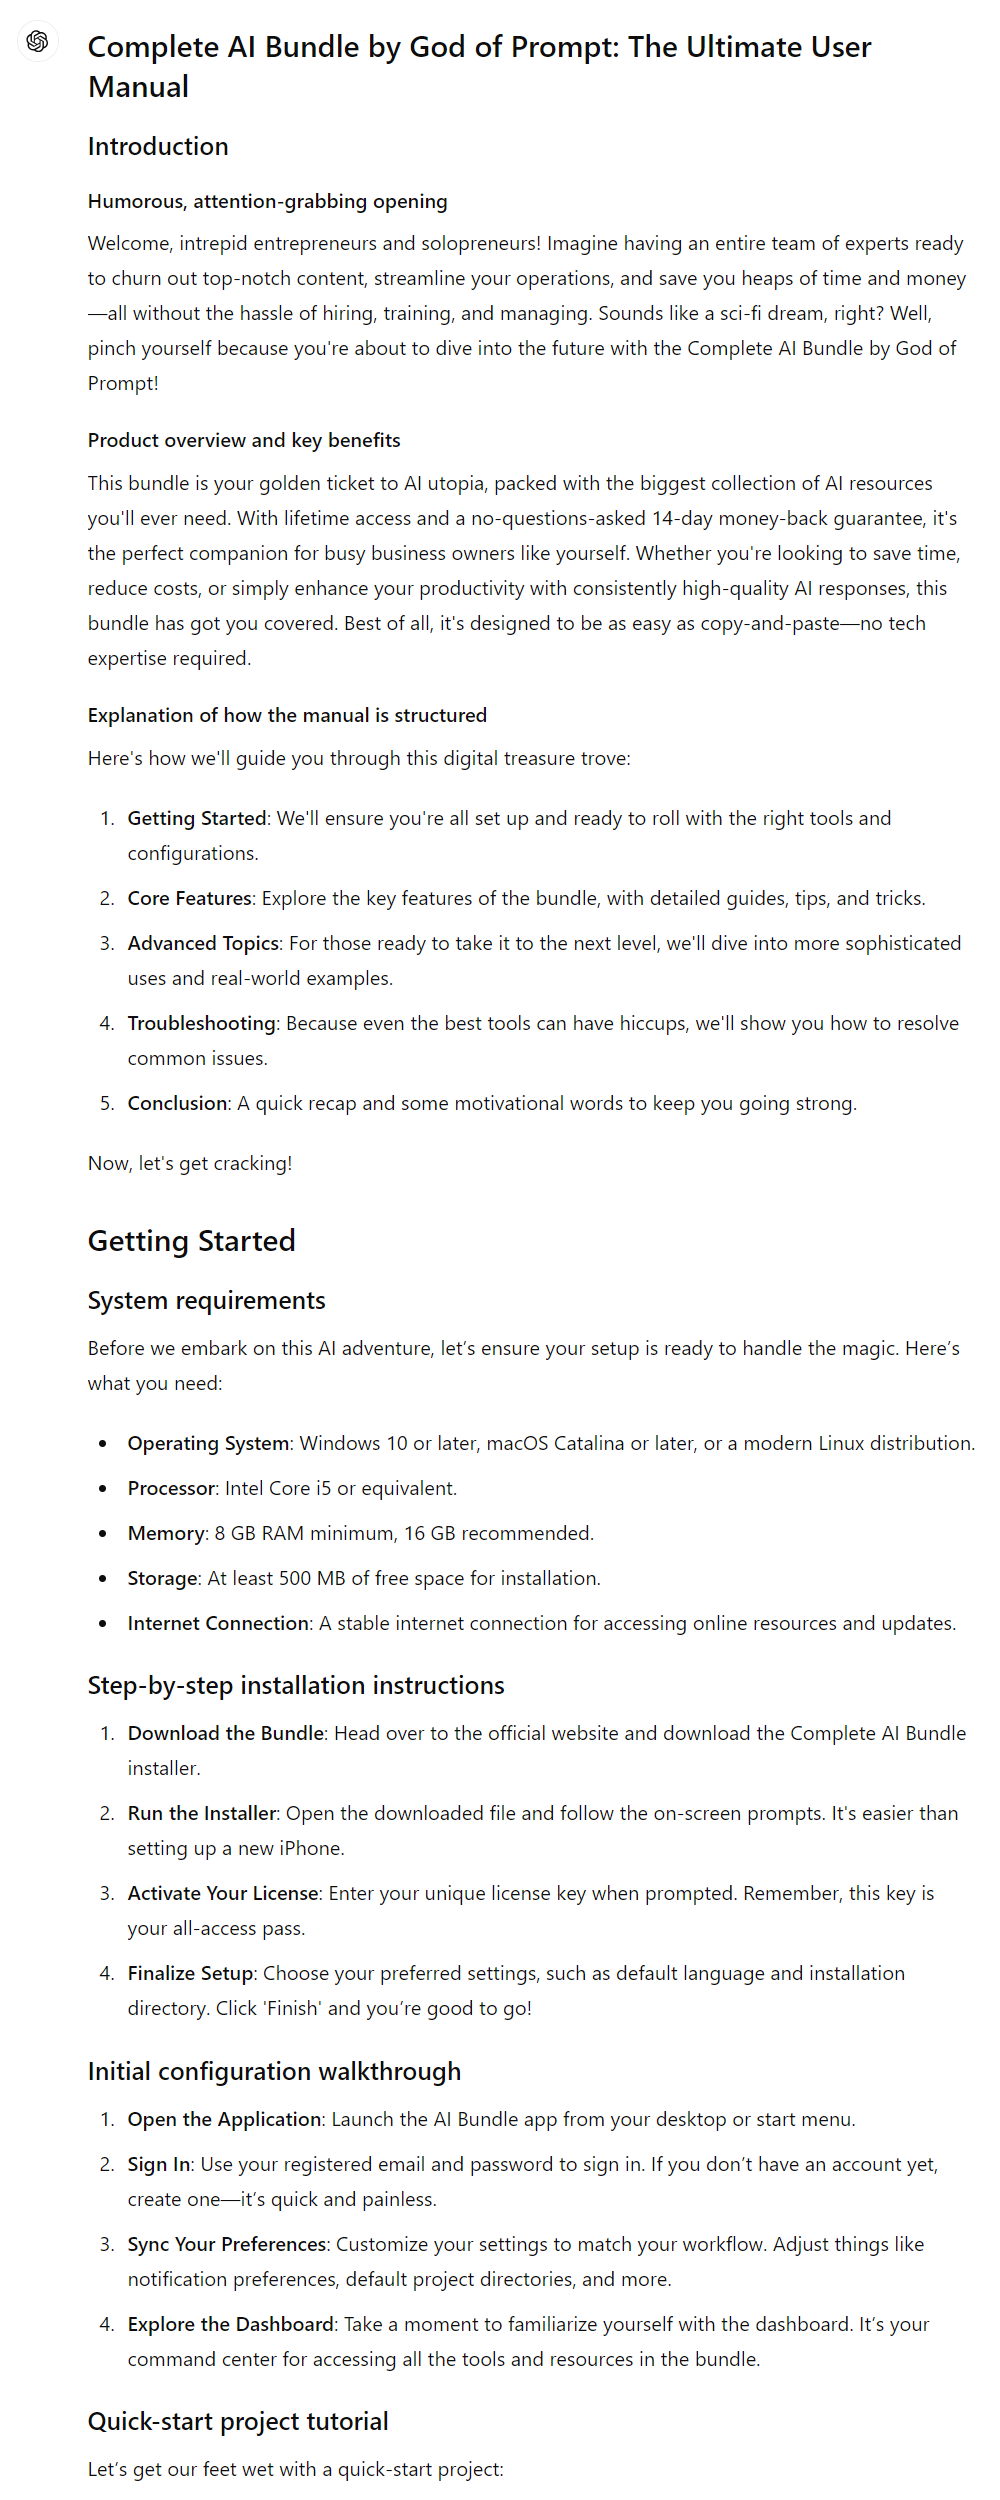 Complete AI Bundle by God of Prompt: The Ultimate User
Manual
Introduction
Humorous, attention-grabbing opening
Welcome, intrepid entrepreneurs and solopreneurs! Imagine having an entire team of experts ready
to churn out top-notch content, streamline your operations, and save you heaps of time and money
—all without the hassle of hiring, training, and managing. Sounds like a sci-fi dream, right? Well,
pinch yourself because you're about to dive into the future with the Complete AI Bundle by God of
Prompt!
Product overview and key benefits
This bundle is your golden ticket to AI utopia, packed with the biggest collection of AI resources
you'll ever need. With lifetime access and a no-questions-asked 14-day money-back guarantee, it's
the perfect companion for busy business owners like yourself. Whether you're looking to save time,
reduce costs, or simply enhance your productivity with consistently high-quality AI responses, this
bundle has got you covered. Best of all, it's designed to be as easy as copy-and-paste—no tech
expertise required.
Explanation of how the manual is structured
Here's how we'll guide you through this digital treasure trove:
1. Getting Started: We'll ensure you're all set up and ready to roll with the right tools and
configurations.
2. Core Features: Explore the key features of the bundle, with detailed guides, tips, and tricks.
3. Advanced Topics: For those ready to take it to the next level, we'll dive into more sophisticated
uses and real-world examples.
4. Troubleshooting: Because even the best tools can have hiccups, we'll show you how to resolve
common issues.
5. Conclusion: A quick recap and some motivational words to keep you going strong.
Now, let's get cracking!
Getting Started
System requirements
Before we embark on this AI adventure, let’s ensure your setup is ready to handle the magic. Here’s
what you need:
• Operating System: Windows 10 or later, macOS Catalina or later, or a modern Linux distribution.
• Processor: Intel Core i5 or equivalent.
• Memory: 8 GB RAM minimum, 16 GB recommended.
• Storage: At least 500 MB of free space for installation.
• Internet Connection: A stable internet connection for accessing online resources and updates.
Step-by-step installation instructions
1. Download the Bundle: Head over to the official website and download the Complete AI Bundle
installer.
2. Run the Installer: Open the downloaded file and follow the on-screen prompts. It's easier than
setting up a new iPhone.
3. Activate Your License: Enter your unique license key when prompted. Remember, this key is
your all-access pass.
4. Finalize Setup: Choose your preferred settings, such as default language and installation
directory. Click 'Finish' and you’re good to go!
Initial configuration walkthrough
1. Open the Application: Launch the AI Bundle app from your desktop or start menu.
2. Sign In: Use your registered email and password to sign in. If you don’t have an account yet,
create one—it’s quick and painless.
3. Sync Your Preferences: Customize your settings to match your workflow. Adjust things like
notification preferences, default project directories, and more.
4. Explore the Dashboard: Take a moment to familiarize yourself with the dashboard. It’s your
command center for accessing all the tools and resources in the bundle.
Quick-start project tutorial
Let’s get our feet wet with a quick-start project: